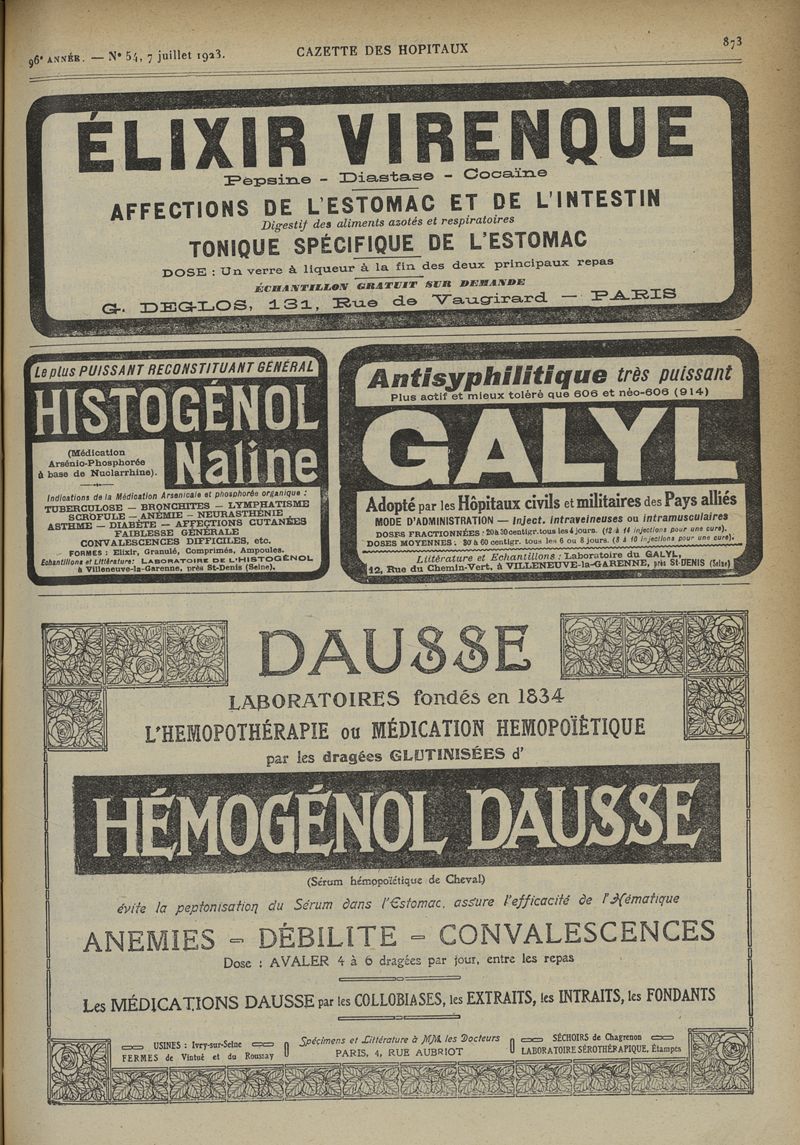 96e ANNÉE. — N° 54, 7 juillet 1923.
GAZETTE DES HOPITAUX
873
ÉLIXIR VIRENQUE
Pepsine - Diastase - Cocaïne
AFFECTIONS DE L'ESTOMAC ET DE L'INTESTIN
Digestif des aliments azotés et respiratoires
TONIQUE SPÉCIFIQUE DE L'ESTOMAC
DOSE : Un verre à liqueur à la fin des deux principaux repas
ÉCHANTILLON GRATUIT SUR DEMANDE
G. DEGLOS, 131, Rue de Vaugirard — PARIS
Le plus PUISSANT RECONSTITUANT GÉNÉRAL
HISTOGÉNOL
Naline
(Médication
Arsénio-Phosphorée
à base de Nuclarrhine).
Indications de la Médication Arsenicale et phosphorée organique :
TUBERCULOSE — BRONCHITES — LYMPHATISME
SCROFULE — ANÉMIE — NEURASTHÉNIE
ASTHME — DIABÈTE — AFFECTIONS CUTANÉES
FAIBLESSE GÉNÉRALE
CONVALESCENCES DIFFICILES, etc.
FORMES : Elixir, Granulé, Comprimés, Ampoules.
Echantillons et Littérature: LABORATOIRE DE L'HISTOGÉNOL
à Villeneuve-la-Garenne, près St-Denis (Seine).
Antisyphilitique très puissant
Plus actif et mieux toléré que 606 et néo-606 (914)
GALYL
Adopté par les Hôpitaux civils et militaires des Pays alliés
MODE D'ADMINISTRATION — Inject. intraveineuses ou intramusculaires
DOSES FRACTIONNÉES : 20 à 30 centigr. tous les 4 jours. (12 à 14 injections pour une cure).
DOSES MOYENNES : 30 à 60 centigr. tous les 6 ou 8 jours. (8 à 10 injections pour une cure).
Littérature et Echantillons : Laboratoire du GALYL,
12, Rue du Chemin-Vert, à VILLENEUVE-la-GARENNE, près St-DENIS (Seine)
DAUSSE
LABORATOIRES fondés en 1834
L'HEMOPOTHÉRAPIE ou MÉDICATION HEMOPOÏÈTIQUE
par les dragées GLUTINISÉES d'
HÉMOGÉNOL DAUSSE
(Sérum hémopoïétique de Cheval)
évite la peptonisation du Sérum dans l'Estomac, assure l'efficacité de l'Hématique
ANEMIES - DÉBILITE - CONVALESCENCES
Dose : AVALER 4 à 6 dragées par jour, entre les repas
Les MÉDICATIONS DAUSSE par les COLLOBIASES, les EXTRAITS, les INTRAITS, les FONDANTS
USINES : Ivry-sur-Seine
FERMES de Vintué et du Roussay
Spécimens et Littérature à MM. les Docteurs
PARIS, 4, RUE AUBRIOT
SÉCHOIRS de Chagrenon
LABORATOIRE SÉROTHÉRAPIQUE, Étampes